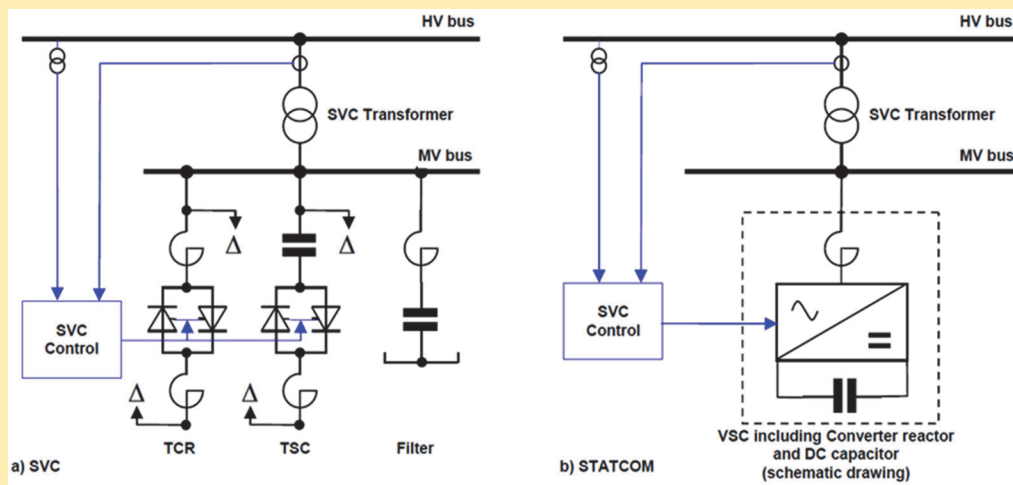 HV bus
SVC Transformer
MV bus
Δ
Δ
SVC
Control
Δ
Δ
TCR
TSC
Filter
a) SVC
HV bus
SVC Transformer
MV bus
SVC
Control
VSC including Converter reactor
and DC capacitor
(schematic drawing)
b) STATCOM